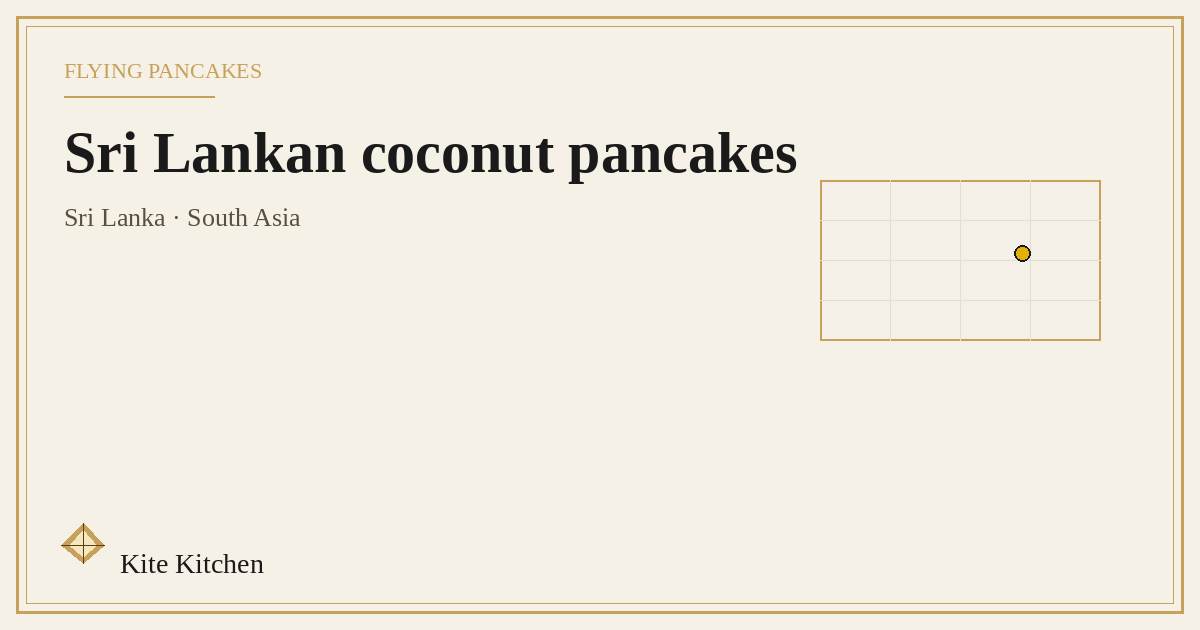 FLYING PANCAKES
Sri Lankan coconut pancakes
Sri Lanka · South Asia
Kite Kitchen